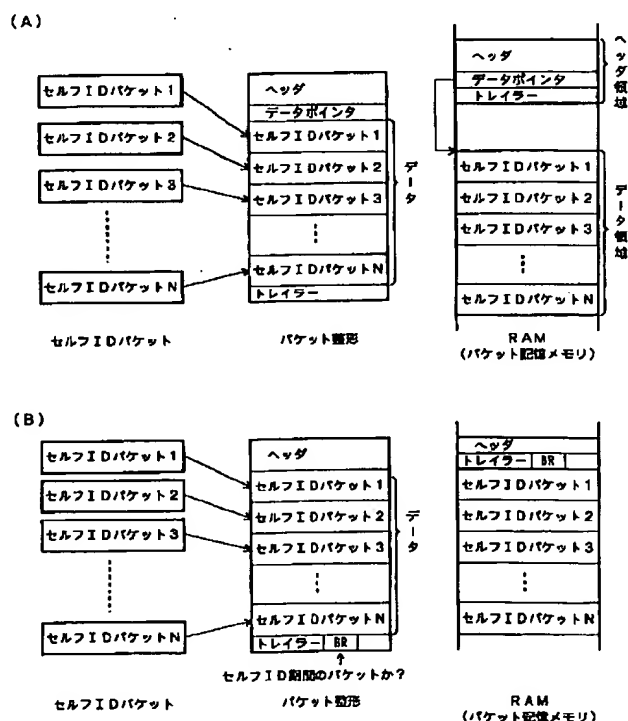 (A)
セルフIDパケット1
セルフIDパケット2
セルフIDパケット3
セルフIDパケットN
セルフIDパケット
ヘッダ
データポインタ
セルフIDパケット1
セルフIDパケット2
セルフIDパケット3
セルフIDパケットN
トレイラー
データ
パケット整形
ヘッダ
データポインタ
トレイラー
ヘッダ領域
セルフIDパケット1
セルフIDパケット2
セルフIDパケット3
セルフIDパケットN
データ領域
RAM
(パケット記憶メモリ)
(B)
セルフIDパケット1
セルフIDパケット2
セルフIDパケット3
セルフIDパケットN
セルフIDパケット
ヘッダ
セルフIDパケット1
セルフIDパケット2
セルフIDパケット3
セルフIDパケットN
トレイラー BR
データ
セルフID期間のパケットか?
パケット整形
ヘッダ
トレイラー BR
セルフIDパケット1
セルフIDパケット2
セルフIDパケット3
セルフIDパケットN
RAM
(パケット記憶メモリ)